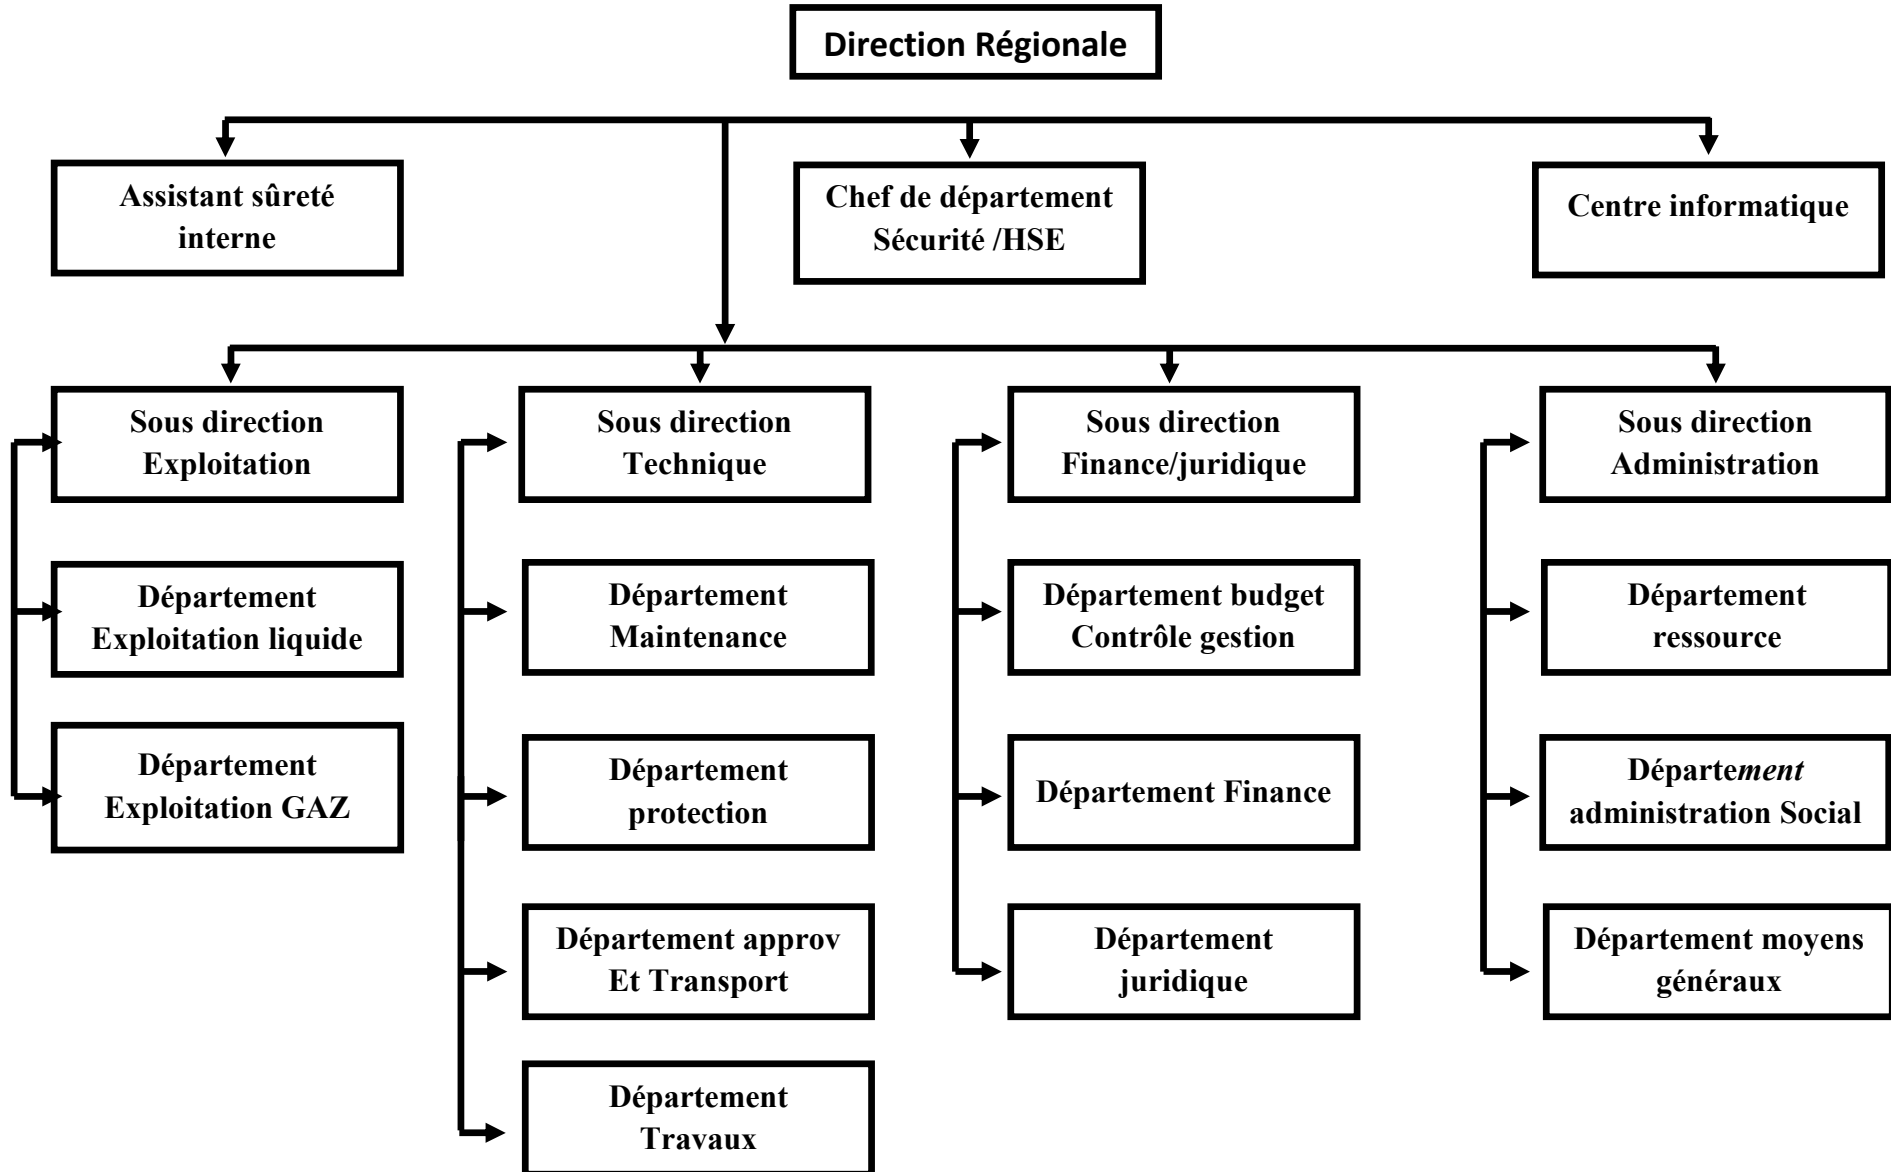 Direction Régionale
Assistant sûreté
interne
Chef de département
Sécurité /HSE
Centre informatique
Sous direction
Exploitation
Sous direction
Technique
Sous direction
Finance/juridique
Sous direction
Administration
Département
Exploitation liquide
Département
Maintenance
Département budget
Contrôle gestion
Département
ressource
Département
Exploitation GAZ
Département
protection
Département Finance
Département
administration Social
Département approv
Et Transport
Département
juridique
Département moyens
généraux
Département
Travaux